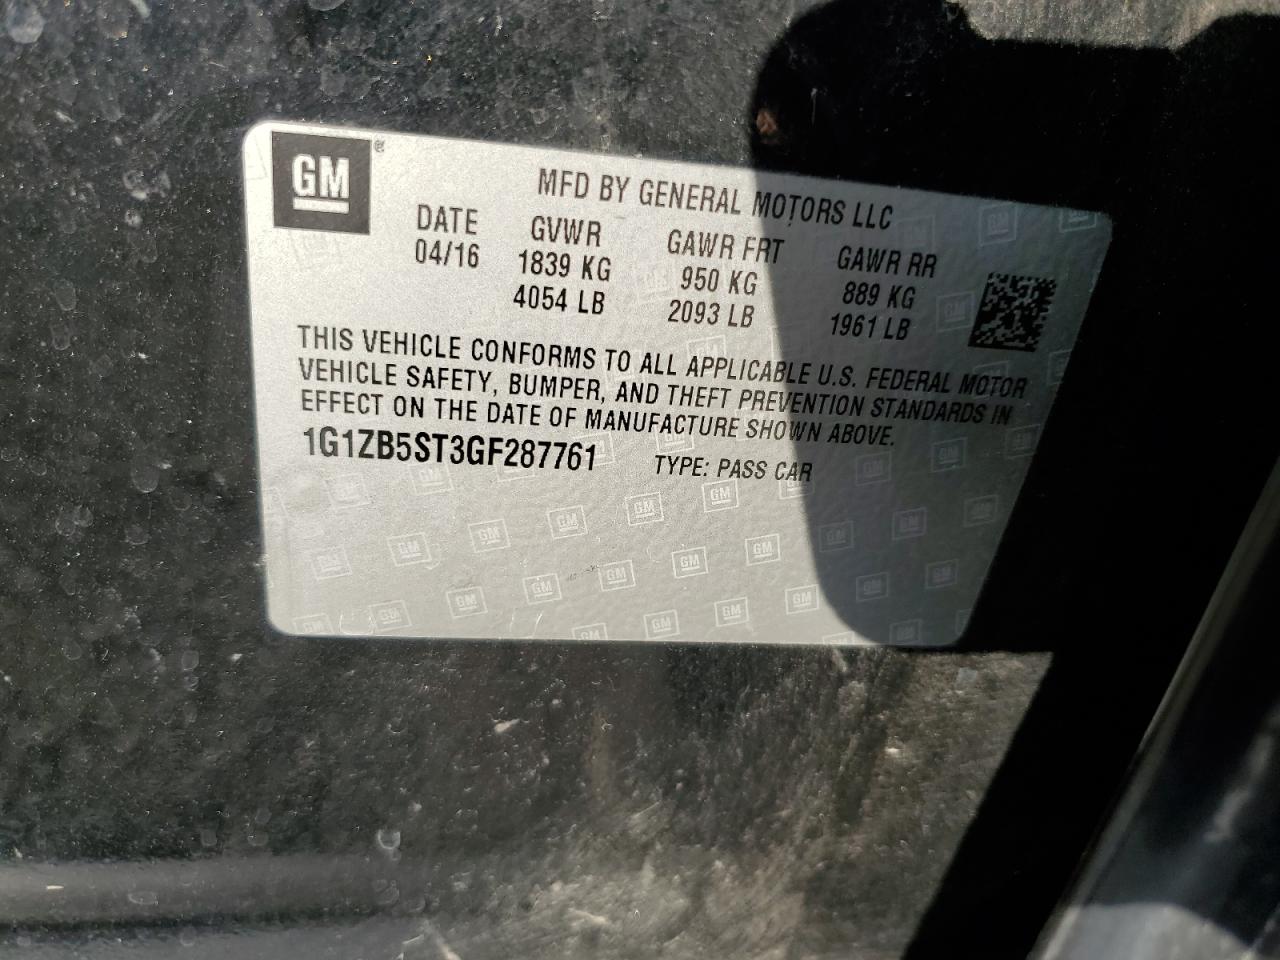 GM ®
MFD BY GENERAL MOTORS LLC
DATE GVWR GAWR FRT GAWR RR
04/16 1839 KG 950 KG 889 KG
4054 LB 2093 LB 1961 LB
THIS VEHICLE CONFORMS TO ALL APPLICABLE U.S. FEDERAL MOTOR
VEHICLE SAFETY, BUMPER, AND THEFT PREVENTION STANDARDS IN
EFFECT ON THE DATE OF MANUFACTURE SHOWN ABOVE.
1G1ZB5ST3GF287761 TYPE: PASS CAR